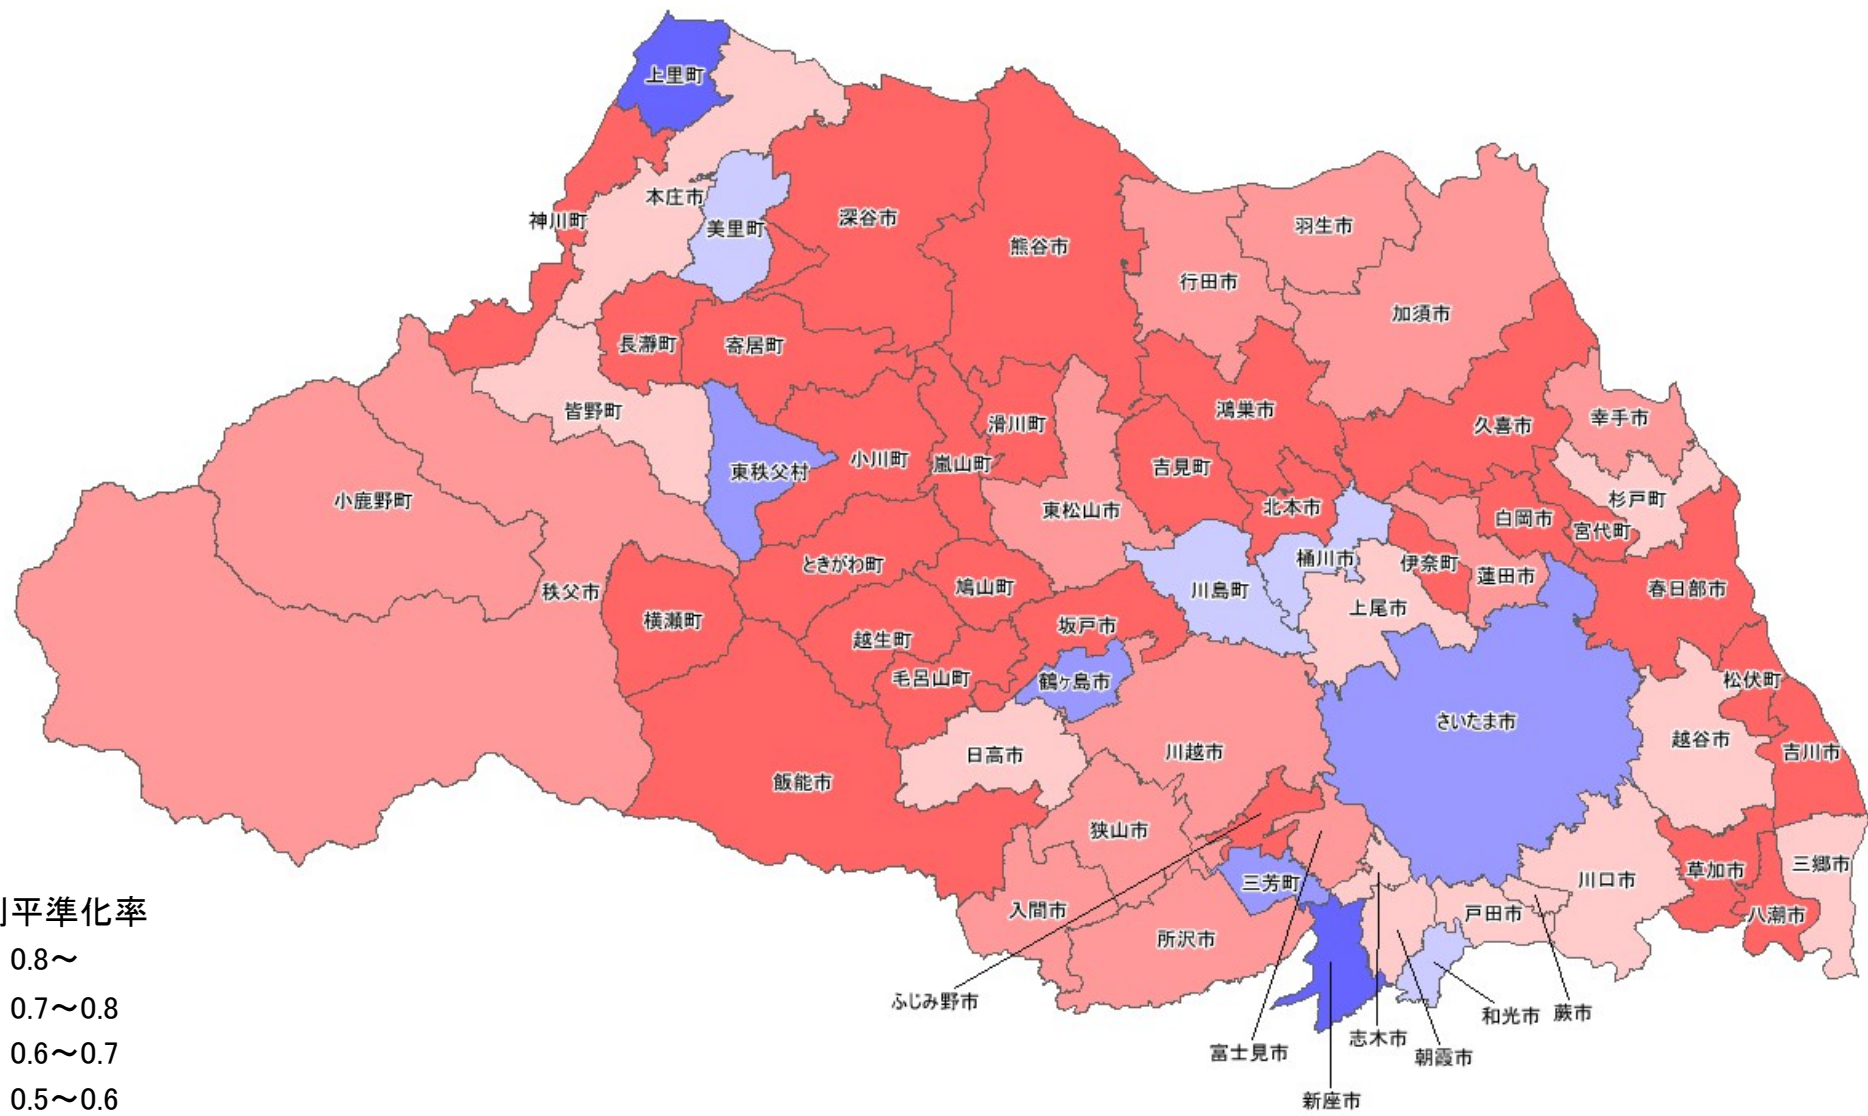 上里町
本庄市
神川町
美里町
深谷市
熊谷市
羽生市
行田市
加須市
長瀞町
寄居町
皆野町
滑川町
鴻巣市
久喜市
幸手市
東秩父村
小川町
嵐山町
吉見町
小鹿野町
東松山市
北本市
杉戸町
白岡市
宮代町
ときがわ町
桶川市
伊奈町
蓮田市
春日部市
秩父市
鳩山町
川島町
上尾市
横瀬町
越生町
坂戸市
毛呂山町
鶴ヶ島市
松伏町
さいたま市
越谷市
吉川市
日高市
川越市
飯能市
狭山市
三芳町
川口市
草加市
三郷市
入間市
所沢市
戸田市
八潮市
ふじみ野市
富士見市
志木市
朝霞市
和光市
蕨市
新座市
別平準化率
0.8～
0.7～0.8
0.6～0.7
0.5～0.6